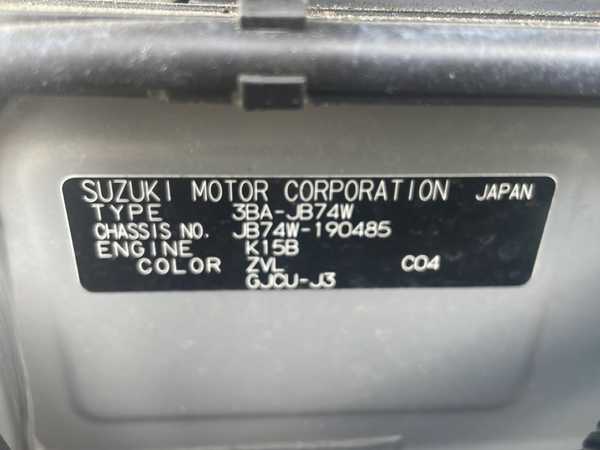 SUZUKI MOTOR CORPORATION JAPAN
TYPE 3BA-JB74W
CHASSIS NO. JB74W-190485
ENGINE K15B
COLOR ZVL C04
GJCU-J3